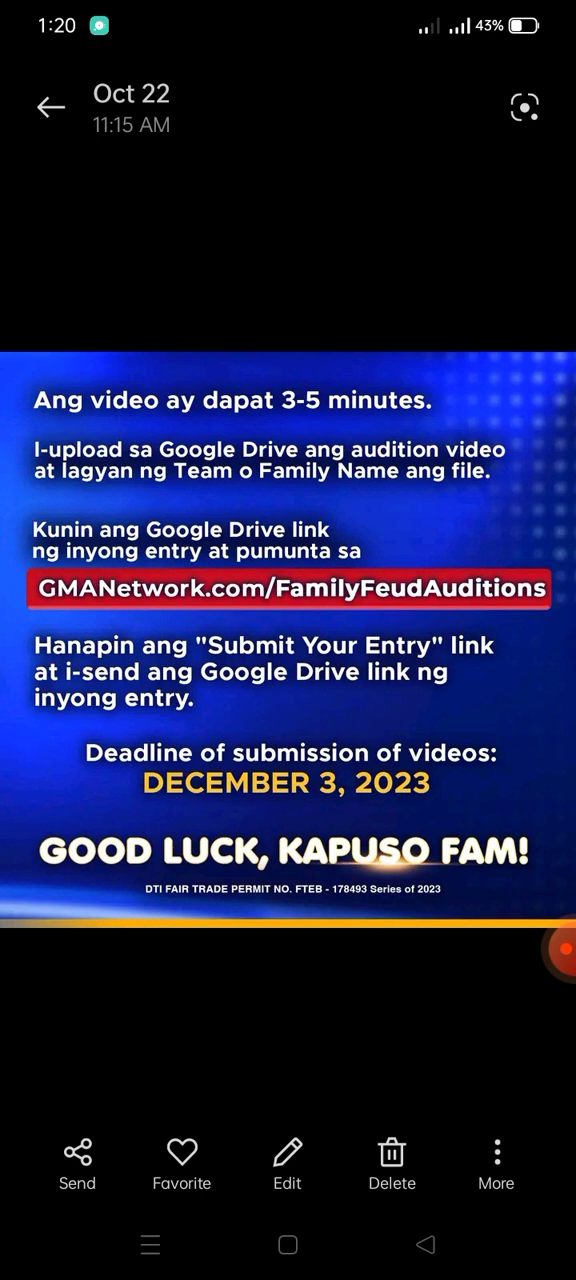 1:20
43%
Oct 22
11:15 AM
Ang video ay dapat 3-5 minutes.
I-upload sa Google Drive ang audition video
at lagyan ng Team o Family Name ang file.
Kunin ang Google Drive link
ng inyong entry at pumunta sa
GMANetwork.com/FamilyFeudAuditions
Hanapin ang "Submit Your Entry" link
at i-send ang Google Drive link ng
inyong entry.
Deadline of submission of videos:
DECEMBER 3, 2023
GOOD LUCK, KAPUSO FAM!
DTI FAIR TRADE PERMIT NO. FTEB - 178493 Series of 2023
Send Favorite Edit Delete More